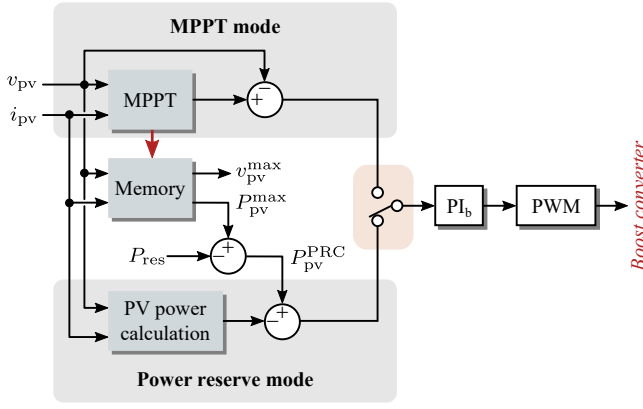 MPPT mode
v_pv
i_pv
MPPT
+
−
Memory
v_pv^max
P_pv^max
P_res
−
+
P_pv^PRC
PV power
calculation
−
+
Power reserve mode
PI_b
PWM
Boost converter